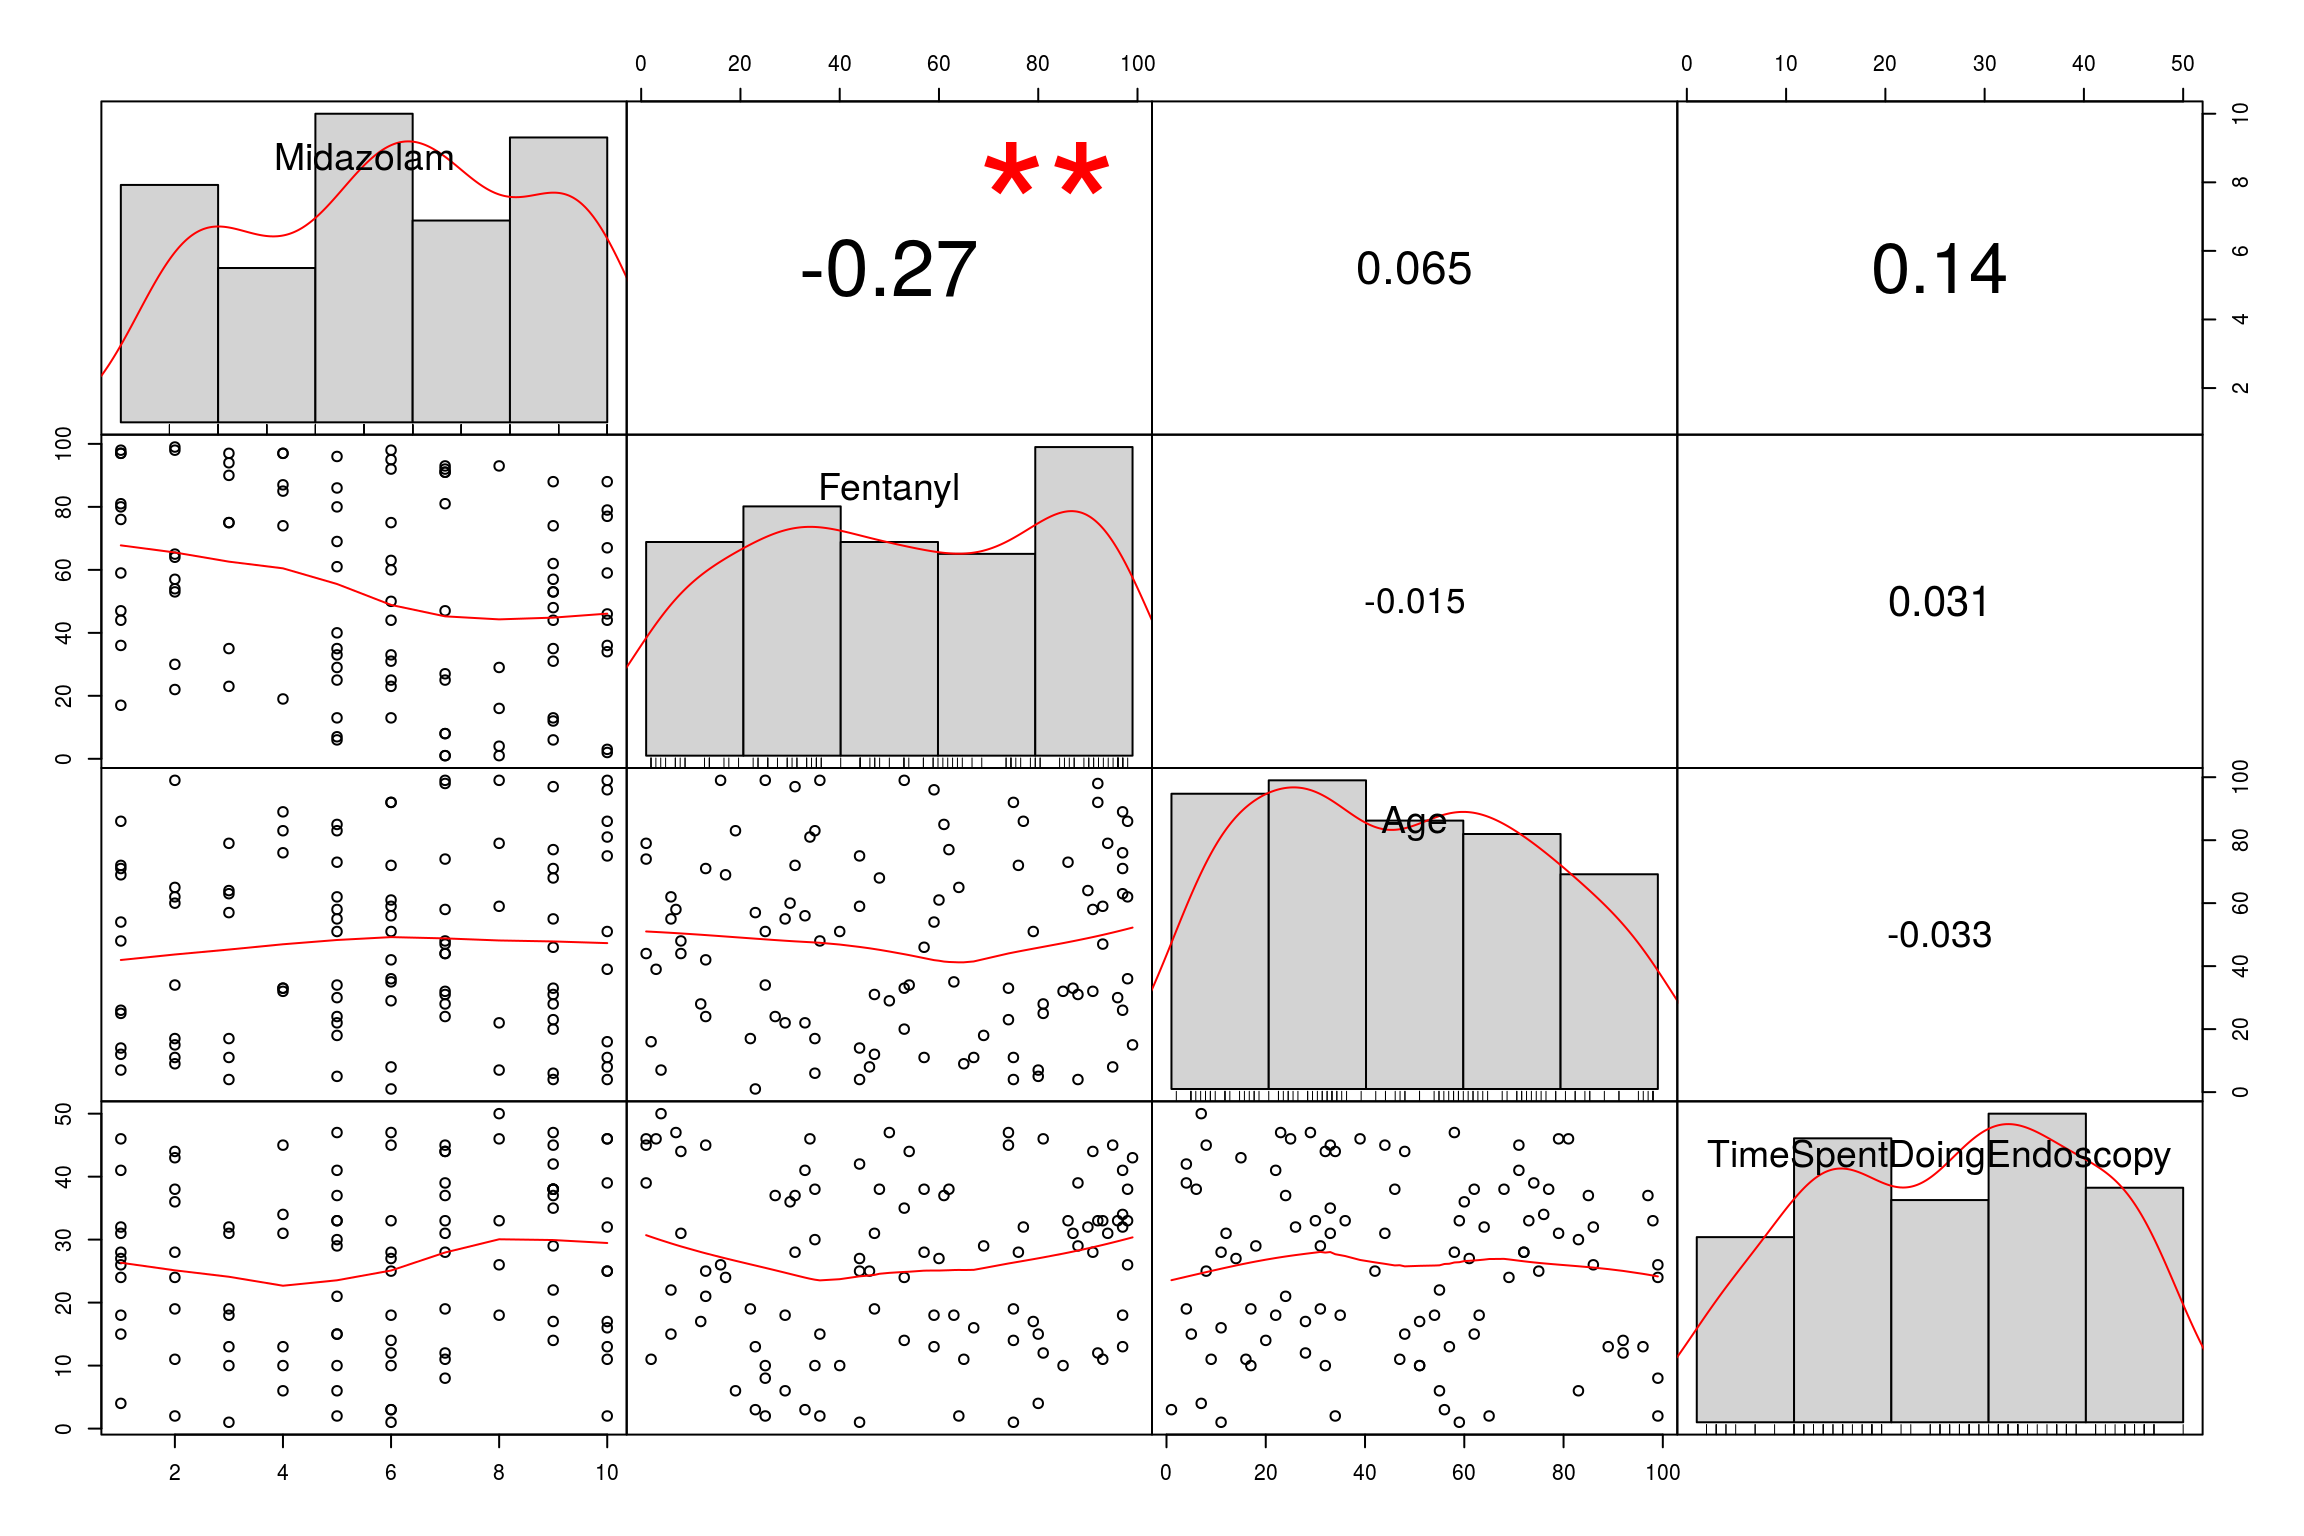 0 20 40 60 80 100 0 10 20 30 40 50
Midazolam ** -0.27 0.065 0.14
2 4 6 8 10
0 20 40 60 80 100
Fentanyl -0.015 0.031
Age -0.033
0 20 40 60 80 100
0 10 20 30 40 50
TimeSpentDoingEndoscopy
2 4 6 8 10 0 20 40 60 80 100